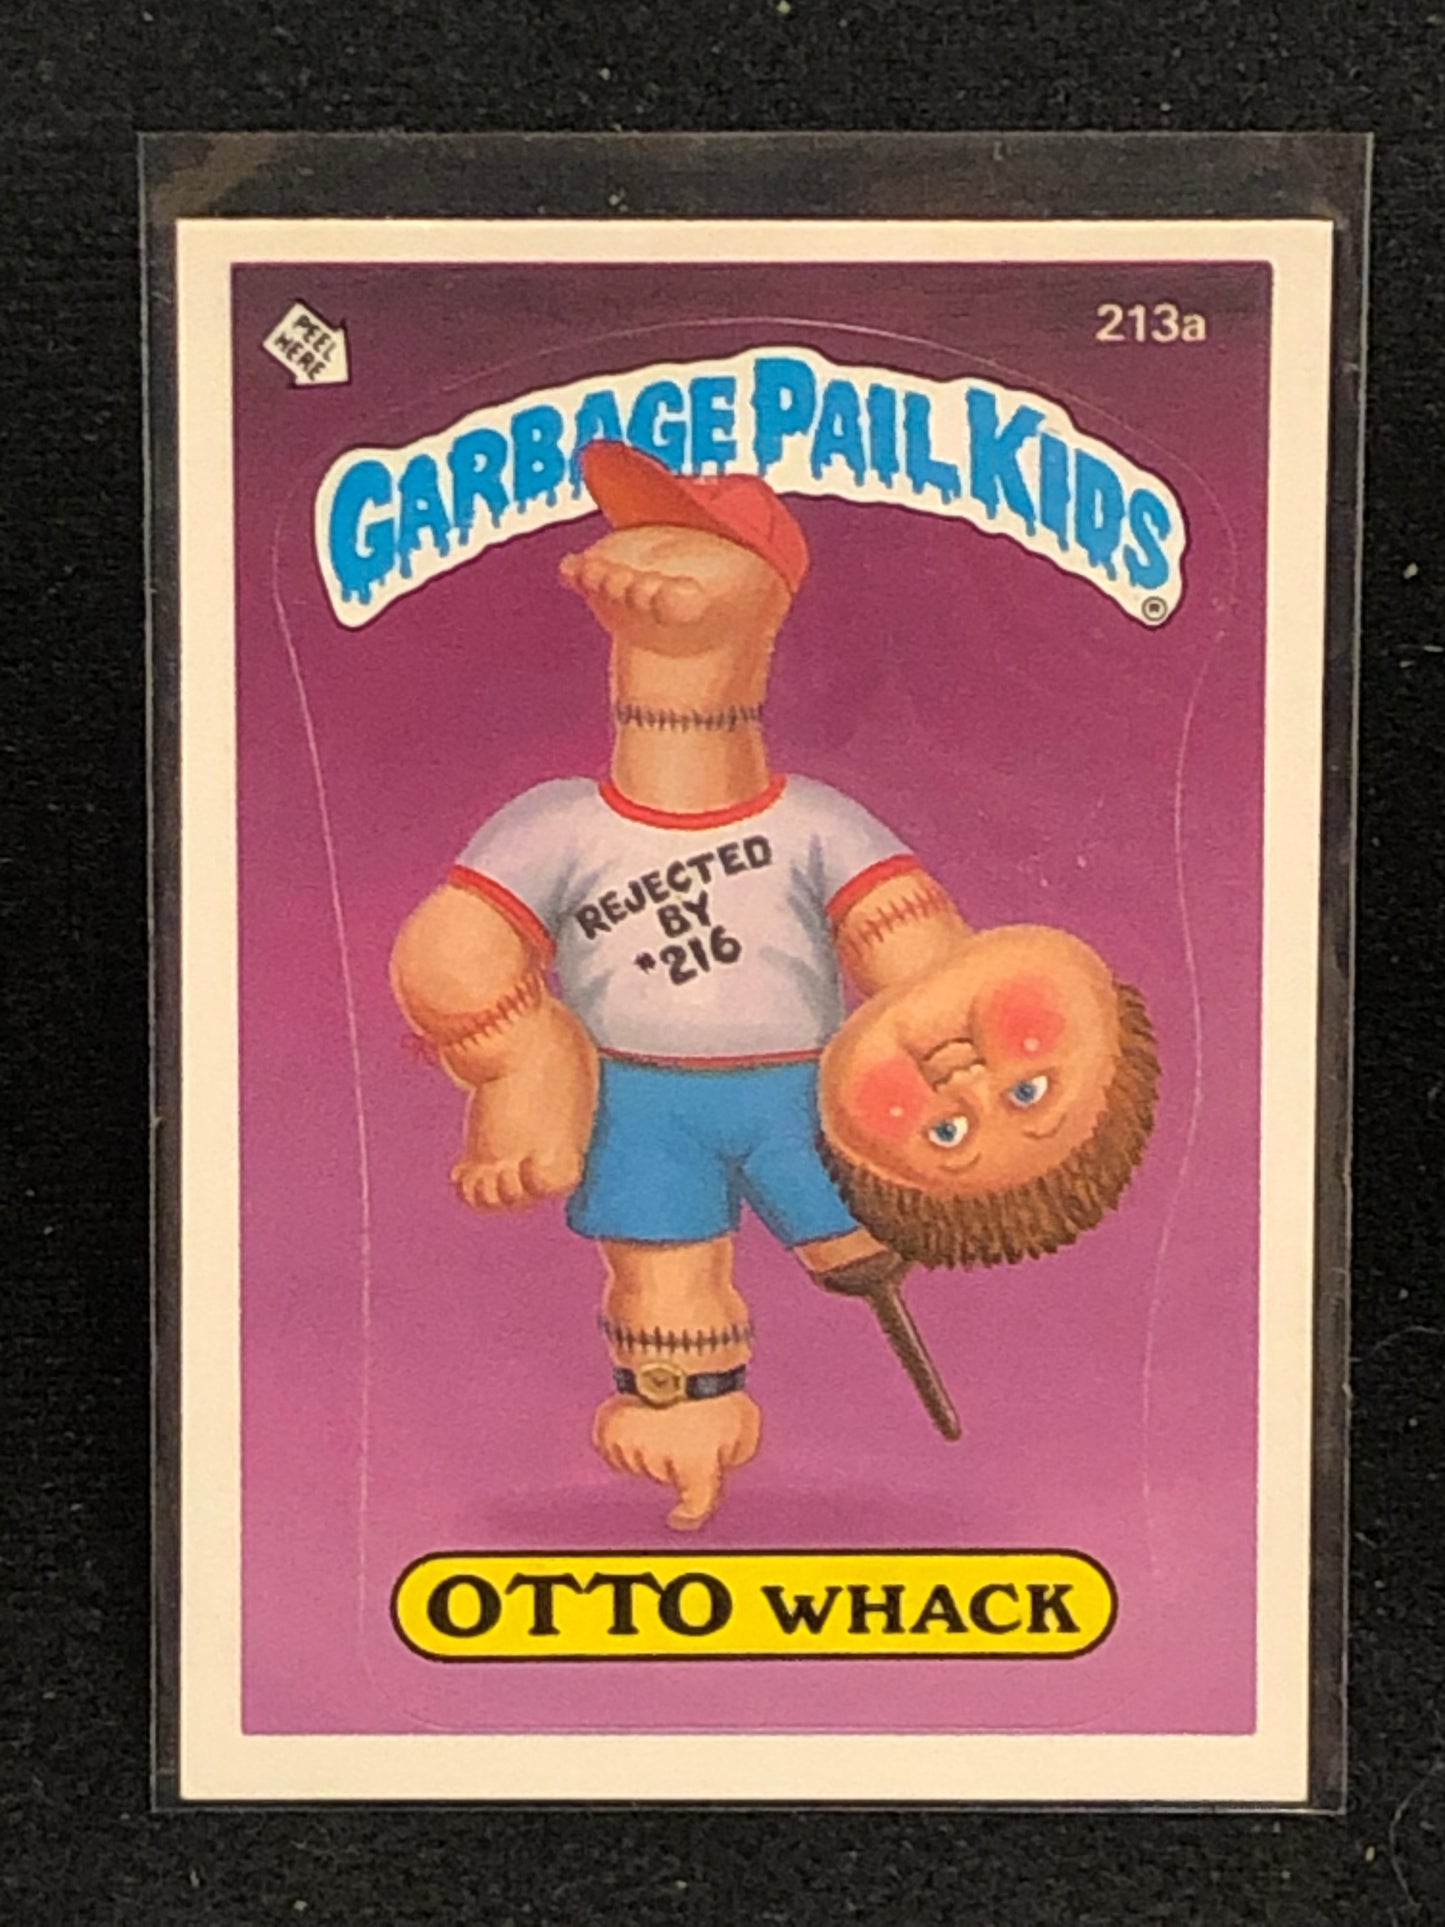 PEEL
HERE
213a
GARBAGE PAIL KIDS
®
REJECTED
BY
#216
OTTO WHACK